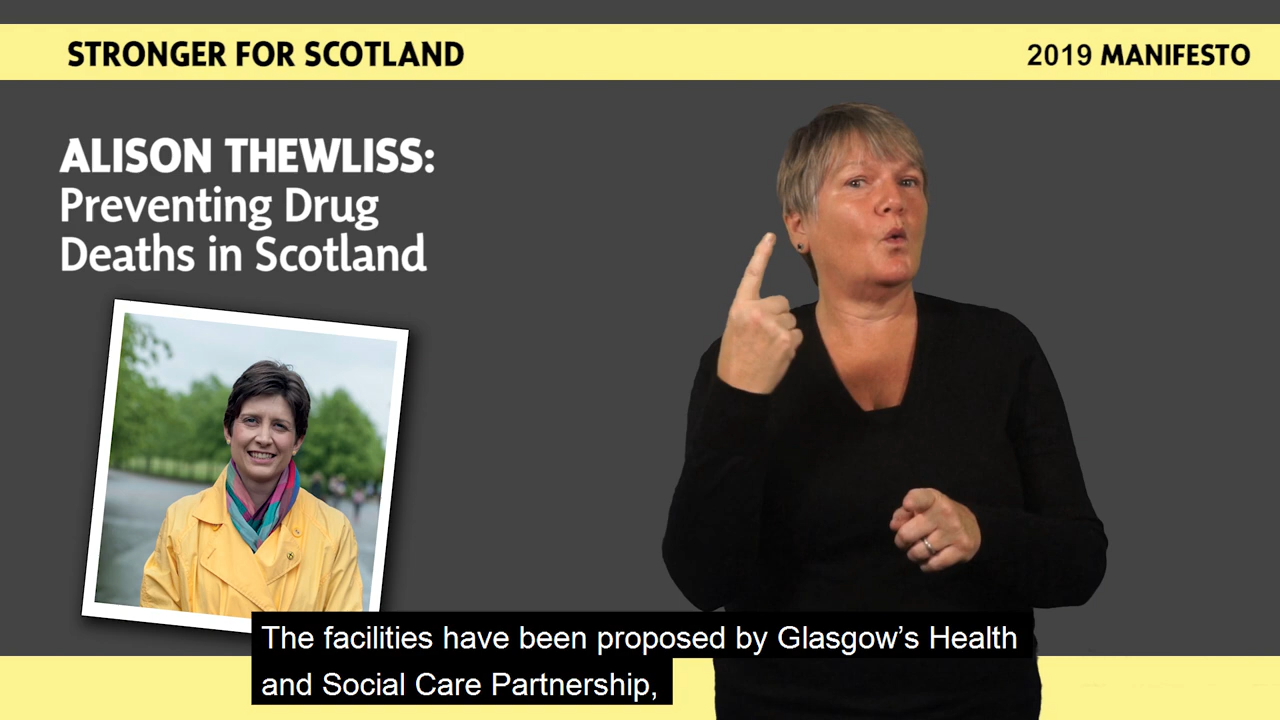 STRONGER FOR SCOTLAND
2019 MANIFESTO
ALISON THEWLISS:
Preventing Drug
Deaths in Scotland
The facilities have been proposed by Glasgow’s Health
and Social Care Partnership,